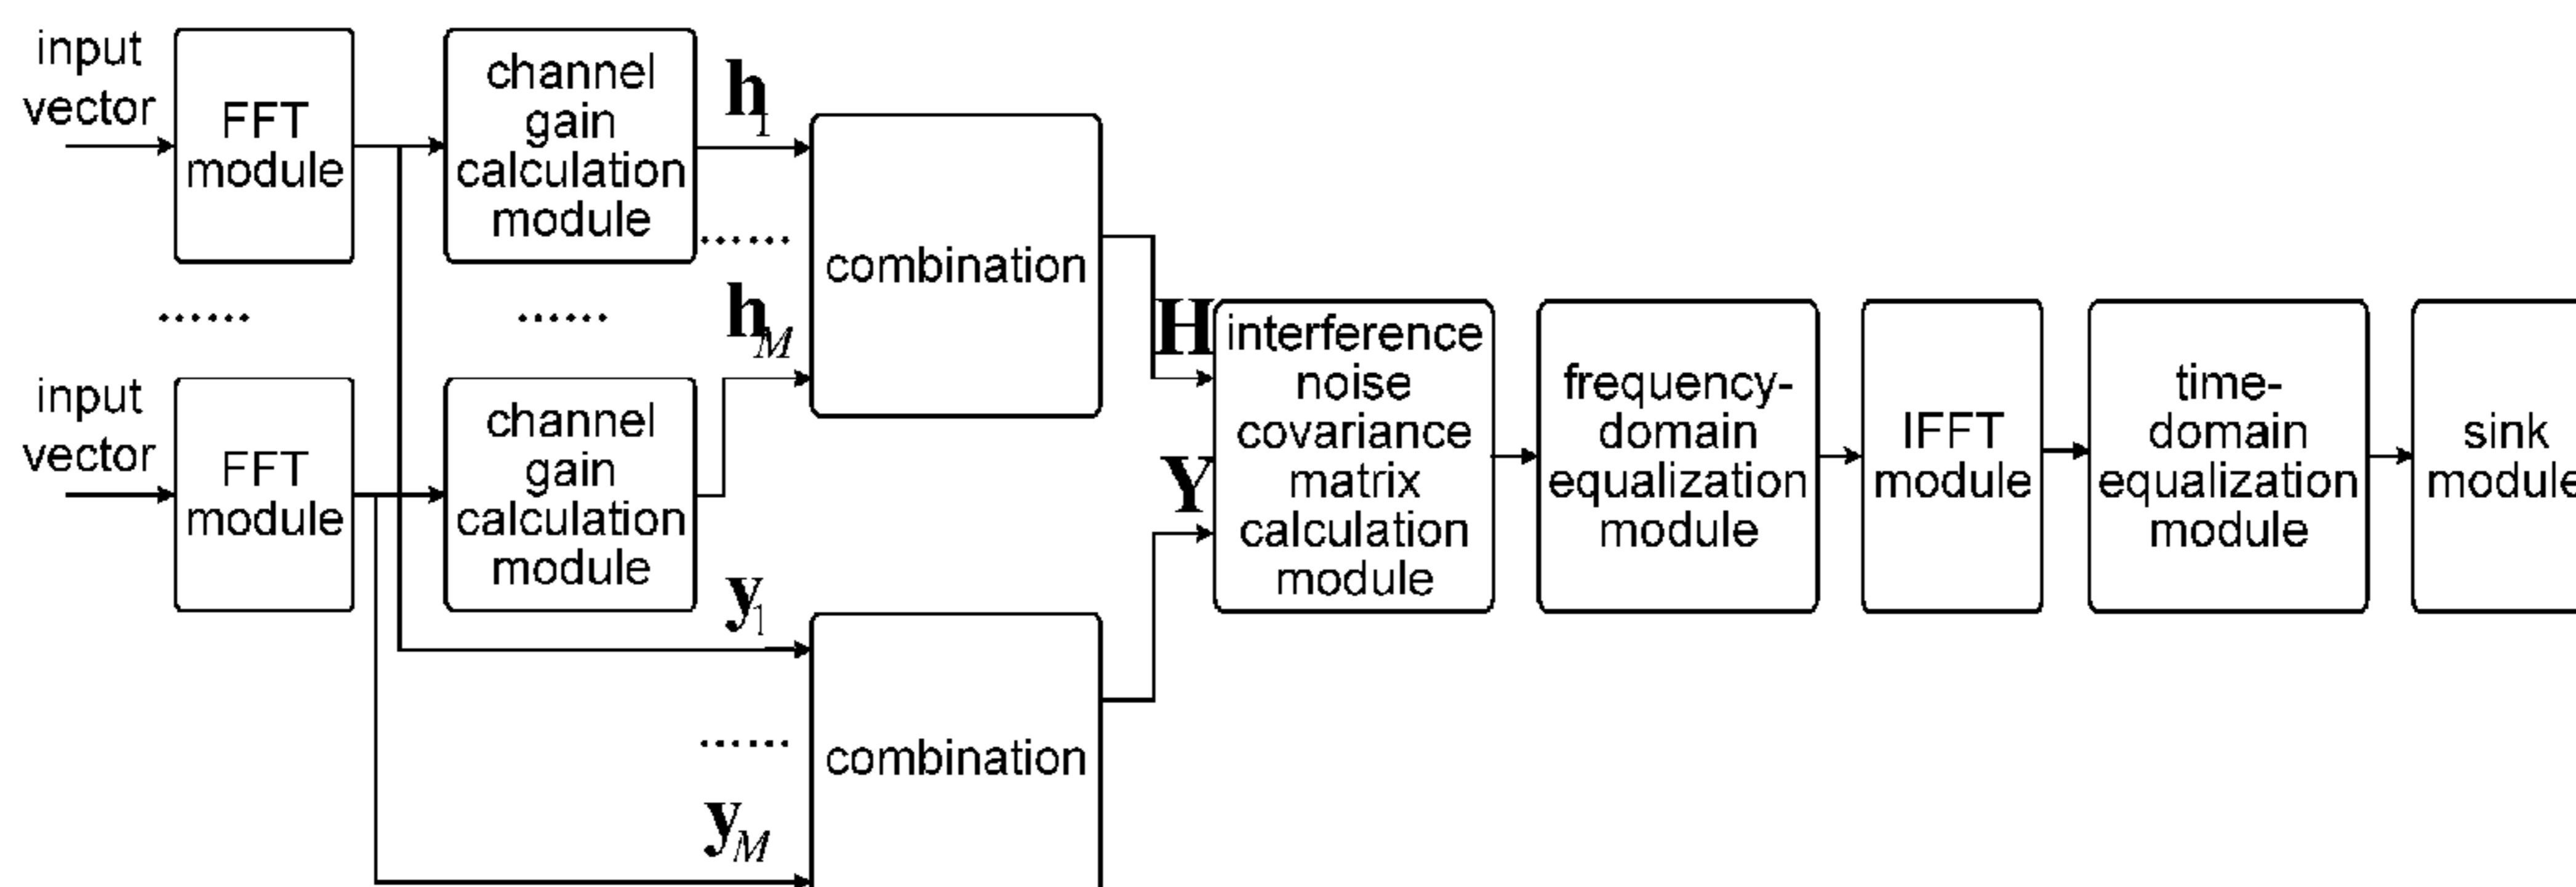 input
vector
FFT
module
channel
gain
calculation
module
h1
......
hM
combination
......
......
input
vector
FFT
module
channel
gain
calculation
module
y1
......
yM
combination
H
Y
interference
noise
covariance
matrix
calculation
module
frequency-
domain
equalization
module
IFFT
module
time-
domain
equalization
module
sink
module